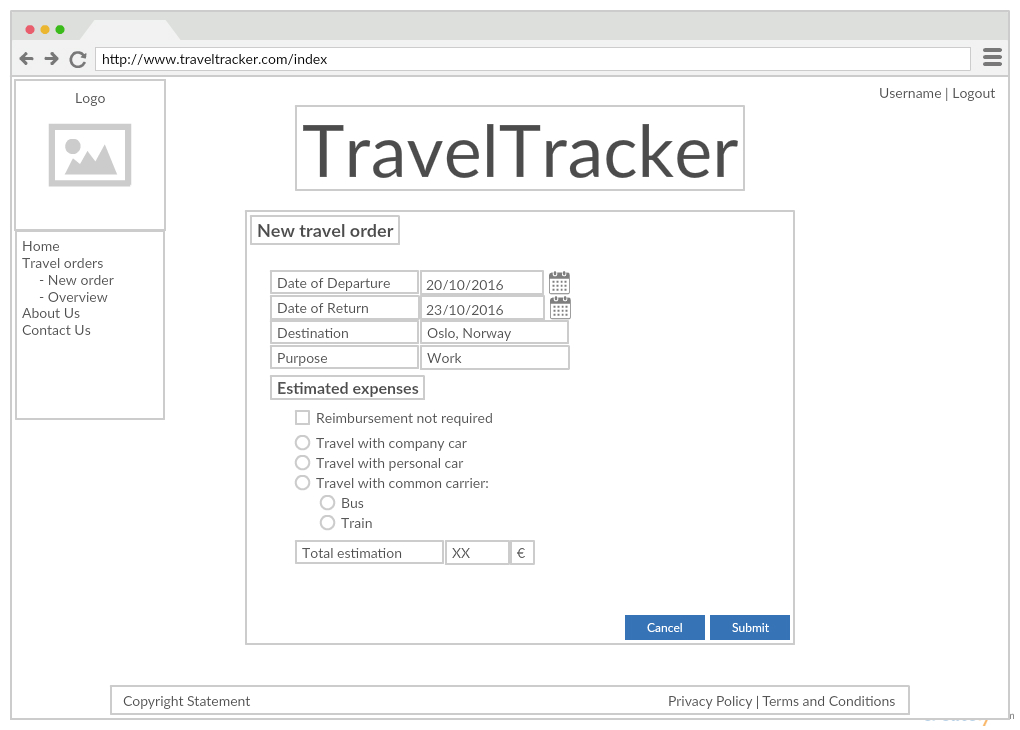 http://www.traveltracker.com/index
Username | Logout
Logo
TravelTracker
Home
Travel orders
- New order
- Overview
About Us
Contact Us
New travel order
Date of Departure 20/10/2016
Date of Return 23/10/2016
Destination Oslo, Norway
Purpose Work
Estimated expenses
Reimbursement not required
Travel with company car
Travel with personal car
Travel with common carrier:
Bus
Train
Total estimation XX €
Cancel Submit
Copyright Statement Privacy Policy | Terms and Conditions